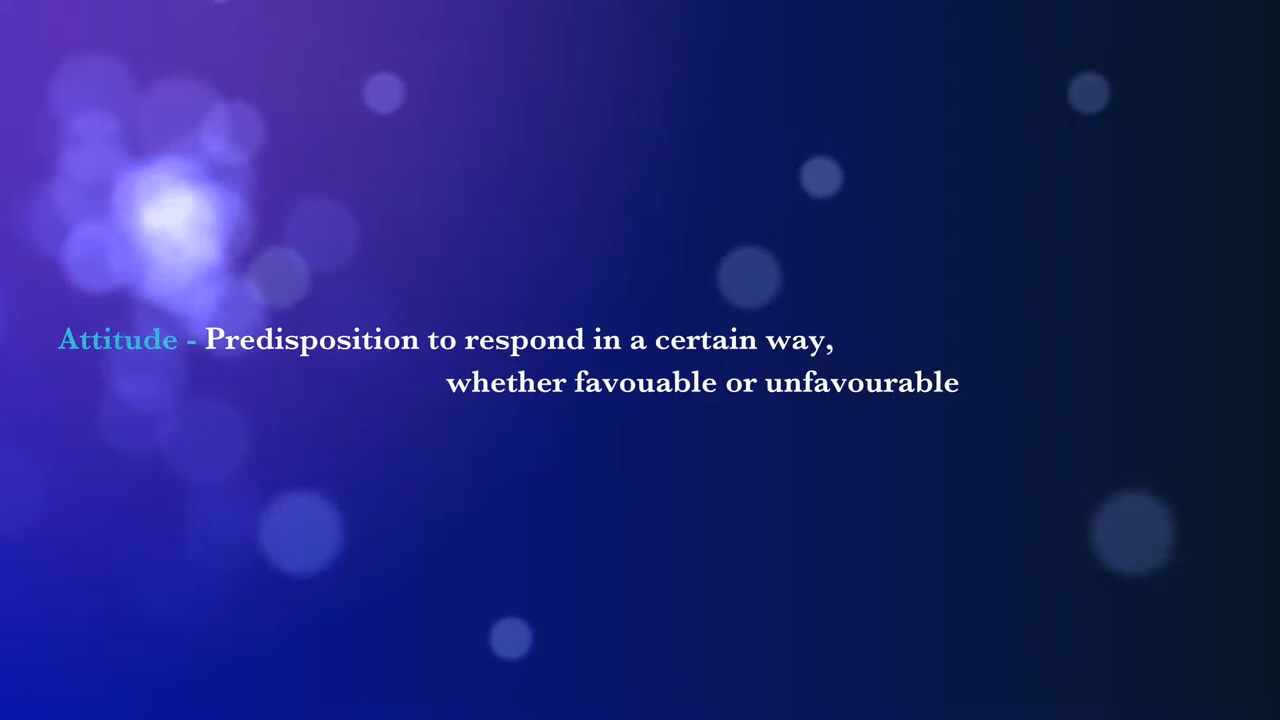 Attitude - Predisposition to respond in a certain way,
whether favouable or unfavourable